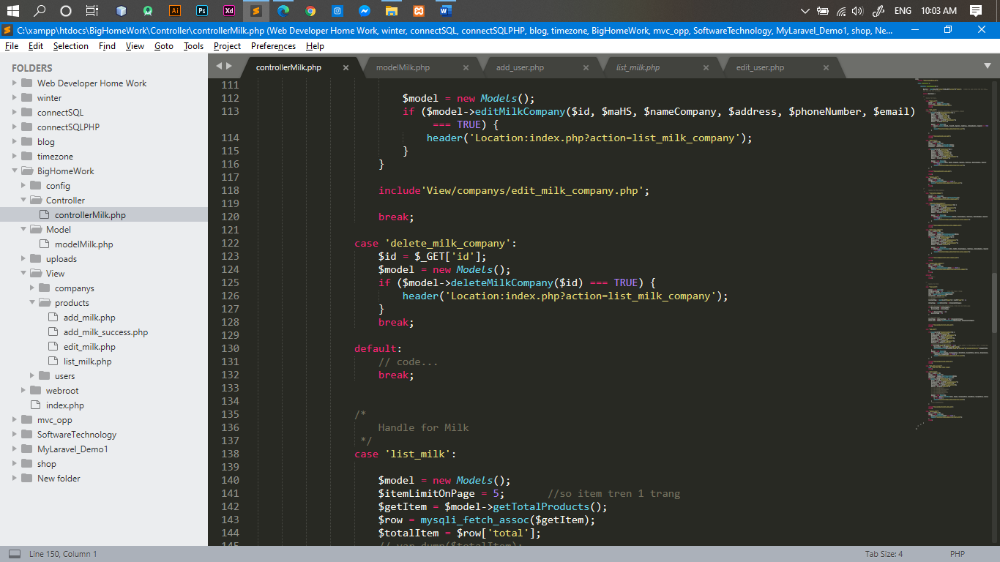 Ai
Ps
Xd
ENG
10:03 AM
C:\xampp\htdocs\BigHomeWork\Controller\controllerMilk.php (Web Developer Home Work, winter, connectSQL, connectSQLPHP, blog, timezone, BigHomeWork, mvc_opp, SoftwareTechnology, MyLaravel_Demo1, shop, Ne...
File Edit Selection Find View Goto Tools Project Preferences Help
FOLDERS
Web Developer Home Work
winter
connectSQL
connectSQLPHP
blog
timezone
BigHomeWork
config
Controller
controllerMilk.php
Model
modelMilk.php
uploads
View
companys
products
add_milk.php
add_milk_success.php
edit_milk.php
list_milk.php
users
webroot
index.php
mvc_opp
SoftwareTechnology
MyLaravel_Demo1
shop
New folder
controllerMilk.php modelMilk.php add_user.php list_milk.php edit_user.php
111
112 $model = new Models();
113 if ($model->editMilkCompany($id, $maHS, $nameCompany, $address, $phoneNumber, $email)
=== TRUE) {
114 header('Location:index.php?action=list_milk_company');
115 }
116 }
117
118 include'View/companys/edit_milk_company.php';
119
120 break;
121
122 case 'delete_milk_company':
123 $id = $_GET['id'];
124 $model = new Models();
125 if ($model->deleteMilkCompany($id) === TRUE) {
126 header('Location:index.php?action=list_milk_company');
127 }
128 break;
129
130 default:
131 // code...
132 break;
133
134
135 /*
136 Handle for Milk
137 */
138 case 'list_milk':
139
140 $model = new Models();
141 $itemLimitOnPage = 5; //so item tren 1 trang
142 $getItem = $model->getTotalProducts();
143 $row = mysqli_fetch_assoc($getItem);
144 $totalItem = $row['total'];
145 // var_dump($totalItem);
Line 150, Column 1
Tab Size: 4
PHP